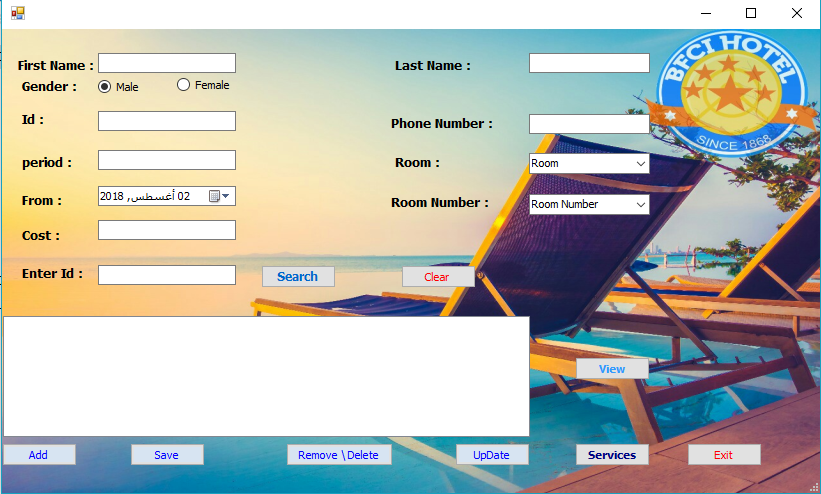 First Name :
Last Name :
BFCI HOTEL
SINCE 1868
Gender :
Male
Female
Id :
Phone Number :
period :
Room :
Room
From :
02 أغسطس, 2018
Room Number :
Room Number
Cost :
Enter Id :
Search
Clear
View
Add
Save
Remove \Delete
UpDate
Services
Exit